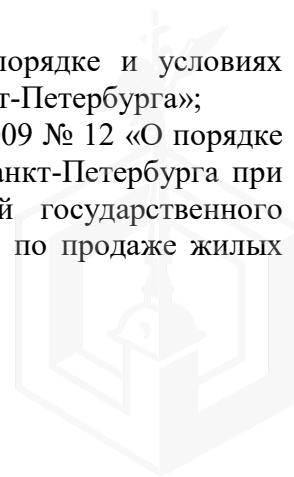 порядке и условиях
т-Петербурга»;
09 № 12 «О порядке
анкт-Петербурга при
й государственного
по продаже жилых